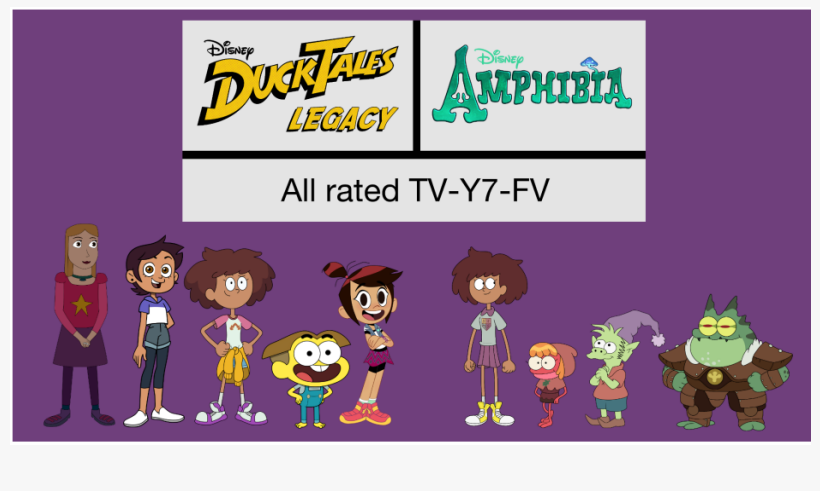 Disney
DUCKTALES
LEGACY
Disney
AMPHIBIA
All rated TV-Y7-FV